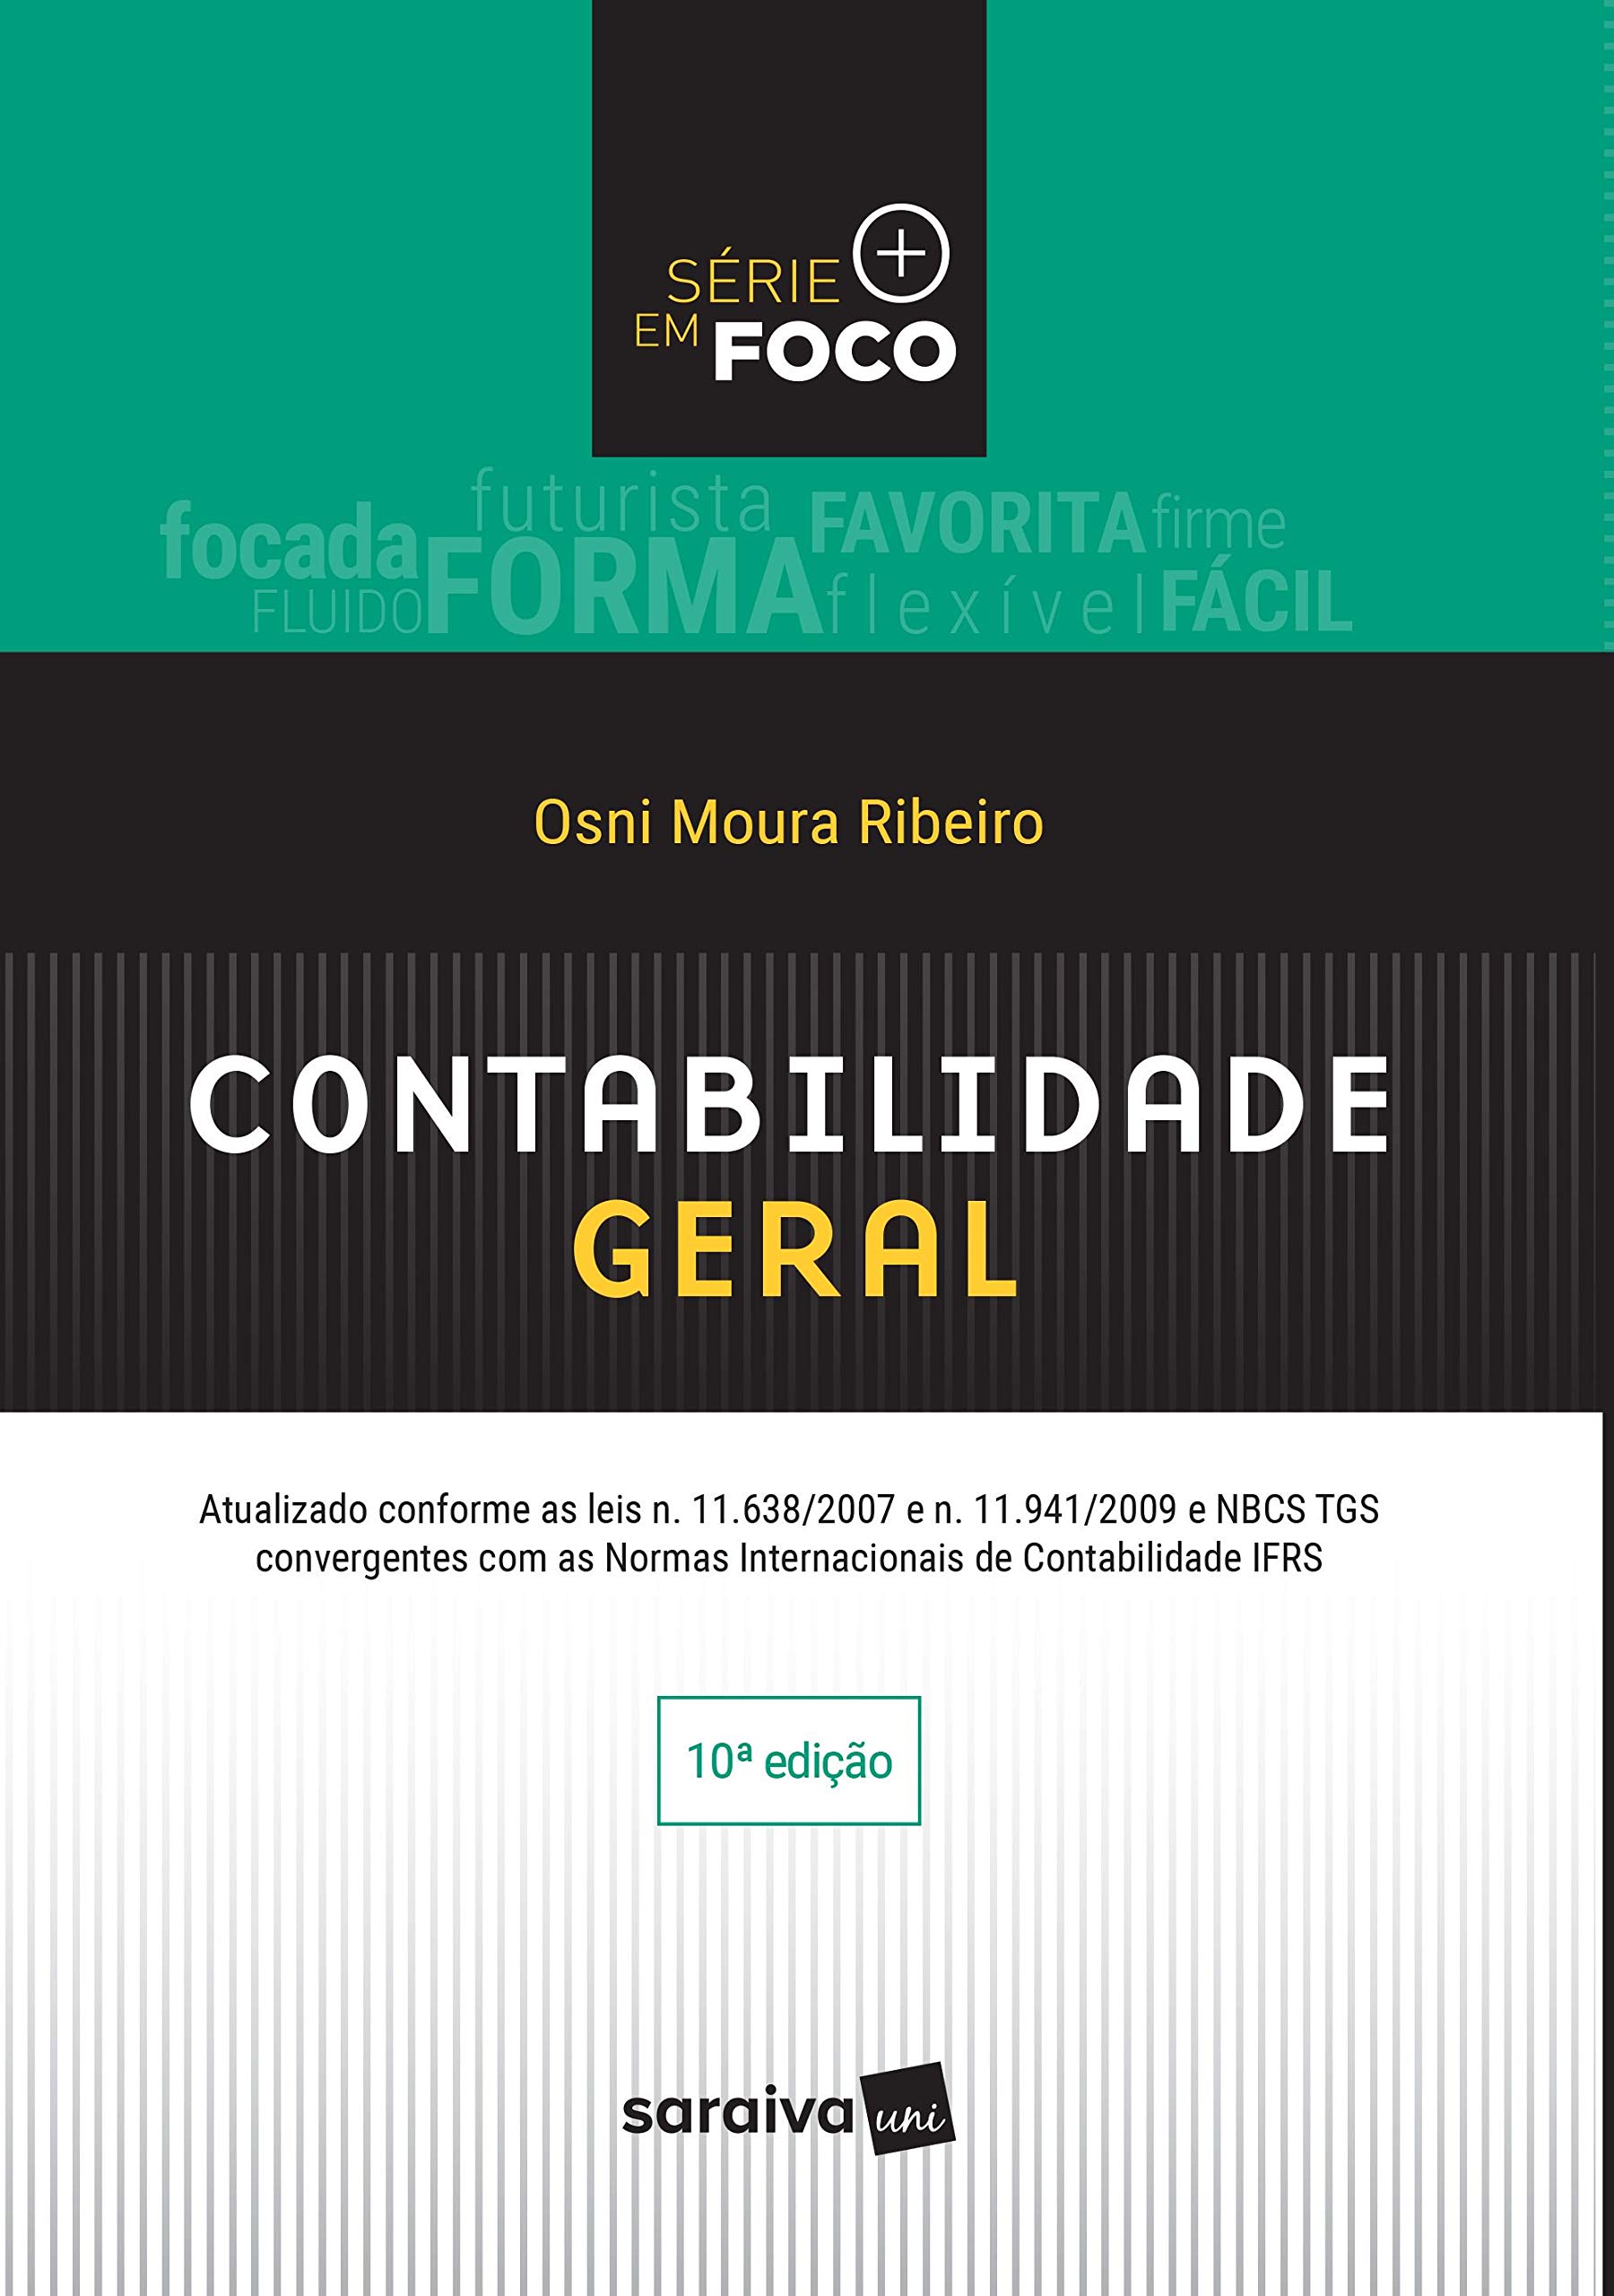 SÉRIE
EM FOCO
futurista FAVORITA firme
focada FORMA flexível FÁCIL
FLUIDO
Osni Moura Ribeiro
CONTABILIDADE
GERAL
Atualizado conforme as leis n. 11.638/2007 e n. 11.941/2009 e NBCS TGS
convergentes com as Normas Internacionais de Contabilidade IFRS
10ª edição
saraiva uni